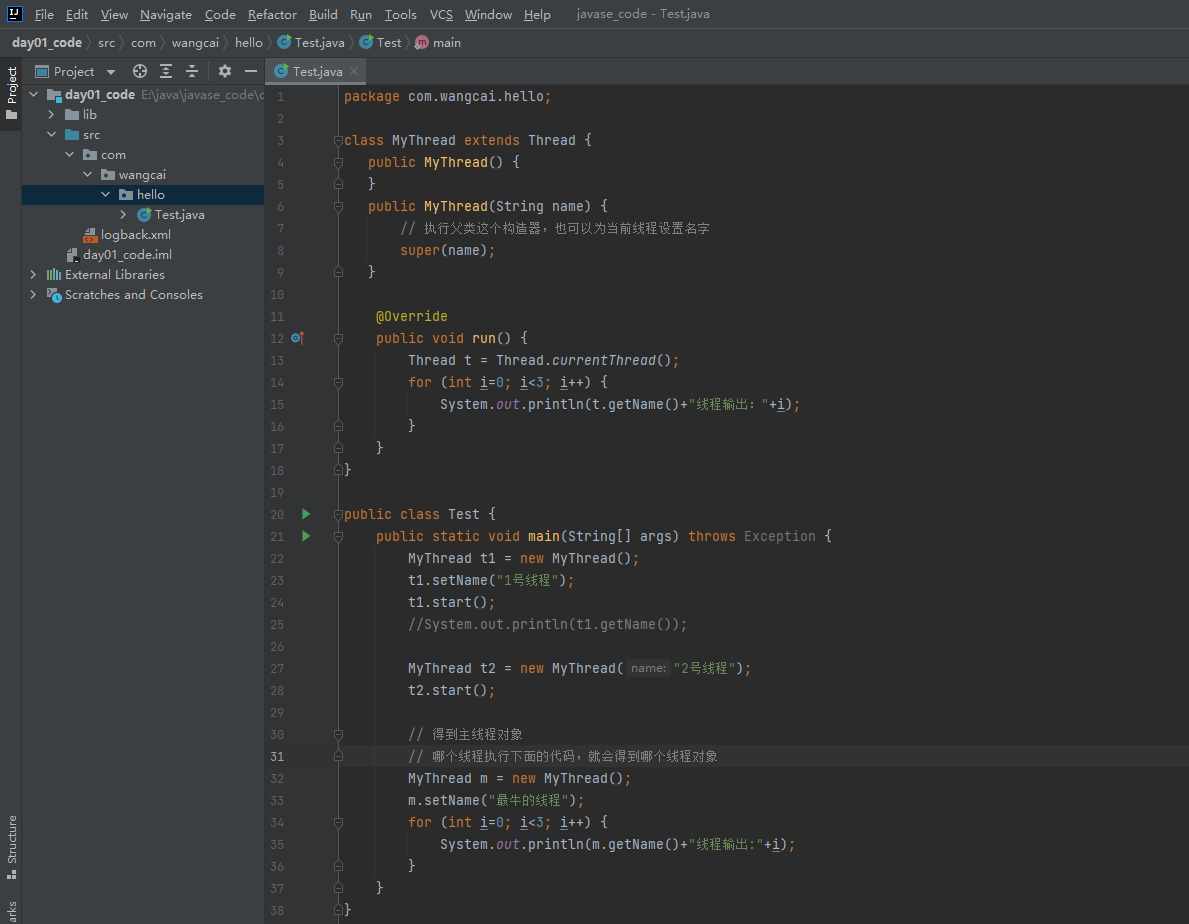 File Edit View Navigate Code Refactor Build Run Tools VCS Window Help javase_code - Test.java
day01_code src com wangcai hello Test.java Test main
Project
Project
Test.java
day01_code E:\java\javase_code\c
lib
src
com
wangcai
hello
Test.java
logback.xml
day01_code.iml
External Libraries
Scratches and Consoles
1 package com.wangcai.hello;
2
3 class MyThread extends Thread {
4 public MyThread() {
5 }
6 public MyThread(String name) {
7 // 执行父类这个构造器，也可以为当前线程设置名字
8 super(name);
9 }
10
11 @Override
12 public void run() {
13 Thread t = Thread.currentThread();
14 for (int i=0; i<3; i++) {
15 System.out.println(t.getName()+"线程输出："+i);
16 }
17 }
18 }
19
20 public class Test {
21 public static void main(String[] args) throws Exception {
22 MyThread t1 = new MyThread();
23 t1.setName("1号线程");
24 t1.start();
25 //System.out.println(t1.getName());
26
27 MyThread t2 = new MyThread( name: "2号线程");
28 t2.start();
29
30 // 得到主线程对象
31 // 哪个线程执行下面的代码，就会得到哪个线程对象
32 MyThread m = new MyThread();
33 m.setName("最牛的线程");
34 for (int i=0; i<3; i++) {
35 System.out.println(m.getName()+"线程输出:"+i);
36 }
37 }
38 }
Structure
arks